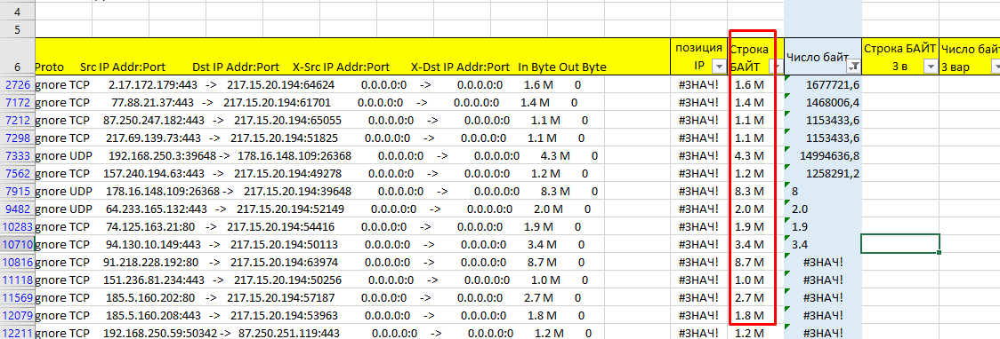 4
5
6 Proto Src IP Addr:Port Dst IP Addr:Port X-Src IP Addr:Port X-Dst IP Addr:Port In Byte Out Byte позиция IP Строка БАЙТ Число байт Строка БАЙТ 3 в Число байт 3 вар
2726 gnore TCP 2.17.172.179:443 -> 217.15.20.194:64624 0.0.0.0:0 -> 0.0.0.0:0 1.6 M 0 #ЗНАЧ! 1.6 M 1677721,6
7172 gnore TCP 77.88.21.37:443 -> 217.15.20.194:61701 0.0.0.0:0 -> 0.0.0.0:0 1.4 M 0 #ЗНАЧ! 1.4 M 1468006,4
7212 gnore TCP 87.250.247.182:443 -> 217.15.20.194:65055 0.0.0.0:0 -> 0.0.0.0:0 1.1 M 0 #ЗНАЧ! 1.1 M 1153433,6
7298 gnore TCP 217.69.139.73:443 -> 217.15.20.194:51825 0.0.0.0:0 -> 0.0.0.0:0 1.1 M 0 #ЗНАЧ! 1.1 M 1153433,6
7333 gnore UDP 192.168.250.3:39648 -> 178.16.148.109:26368 0.0.0.0:0 -> 0.0.0.0:0 4.3 M 0 #ЗНАЧ! 4.3 M 14994636,8
7562 gnore TCP 157.240.194.63:443 -> 217.15.20.194:49278 0.0.0.0:0 -> 0.0.0.0:0 1.2 M 0 #ЗНАЧ! 1.2 M 1258291,2
7915 gnore UDP 178.16.148.109:26368 -> 217.15.20.194:39648 0.0.0.0:0 -> 0.0.0.0:0 8.3 M 0 #ЗНАЧ! 8.3 M 8
9482 gnore UDP 64.233.165.132:443 -> 217.15.20.194:52149 0.0.0.0:0 -> 0.0.0.0:0 2.0 M 0 #ЗНАЧ! 2.0 M 2.0
10283 gnore TCP 74.125.163.21:80 -> 217.15.20.194:54416 0.0.0.0:0 -> 0.0.0.0:0 1.9 M 0 #ЗНАЧ! 1.9 M 1.9
10710 gnore TCP 94.130.10.149:443 -> 217.15.20.194:50113 0.0.0.0:0 -> 0.0.0.0:0 3.4 M 0 #ЗНАЧ! 3.4 M 3.4
10816 gnore TCP 91.218.228.192:80 -> 217.15.20.194:63974 0.0.0.0:0 -> 0.0.0.0:0 8.7 M 0 #ЗНАЧ! 8.7 M #ЗНАЧ!
11118 gnore TCP 151.236.81.234:443 -> 217.15.20.194:50256 0.0.0.0:0 -> 0.0.0.0:0 1.0 M 0 #ЗНАЧ! 1.0 M #ЗНАЧ!
11569 gnore TCP 185.5.160.202:80 -> 217.15.20.194:57187 0.0.0.0:0 -> 0.0.0.0:0 2.7 M 0 #ЗНАЧ! 2.7 M #ЗНАЧ!
12079 gnore TCP 185.5.160.208:443 -> 217.15.20.194:53963 0.0.0.0:0 -> 0.0.0.0:0 1.8 M 0 #ЗНАЧ! 1.8 M #ЗНАЧ!
12211 gnore TCP 192.168.250.59:50342 -> 87.250.251.119:443 0.0.0.0:0 -> 0.0.0.0:0 1.2 M 0 #ЗНАЧ! 1.2 M #ЗНАЧ!